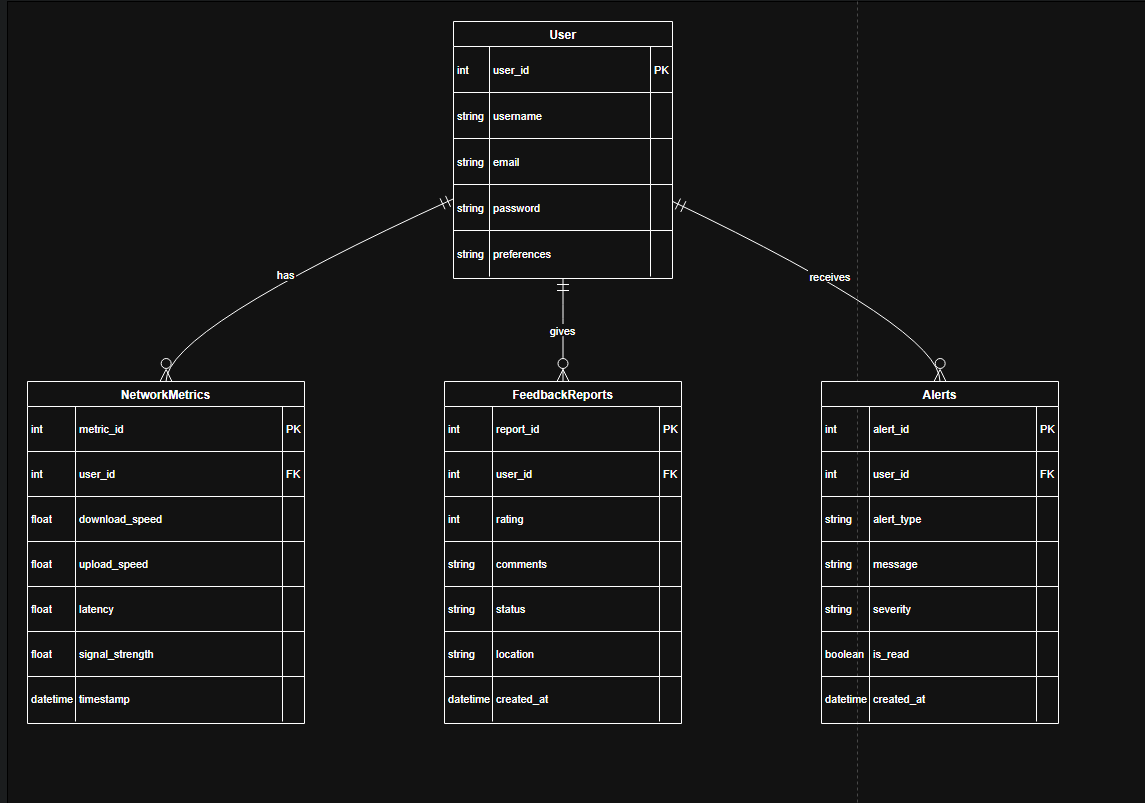 User
int user_id PK
string username
string email
string password
string preferences
has
gives
receives
NetworkMetrics
int metric_id PK
int user_id FK
float download_speed
float upload_speed
float latency
float signal_strength
datetime timestamp
FeedbackReports
int report_id PK
int user_id FK
int rating
string comments
string status
string location
datetime created_at
Alerts
int alert_id PK
int user_id FK
string alert_type
string message
string severity
boolean is_read
datetime created_at